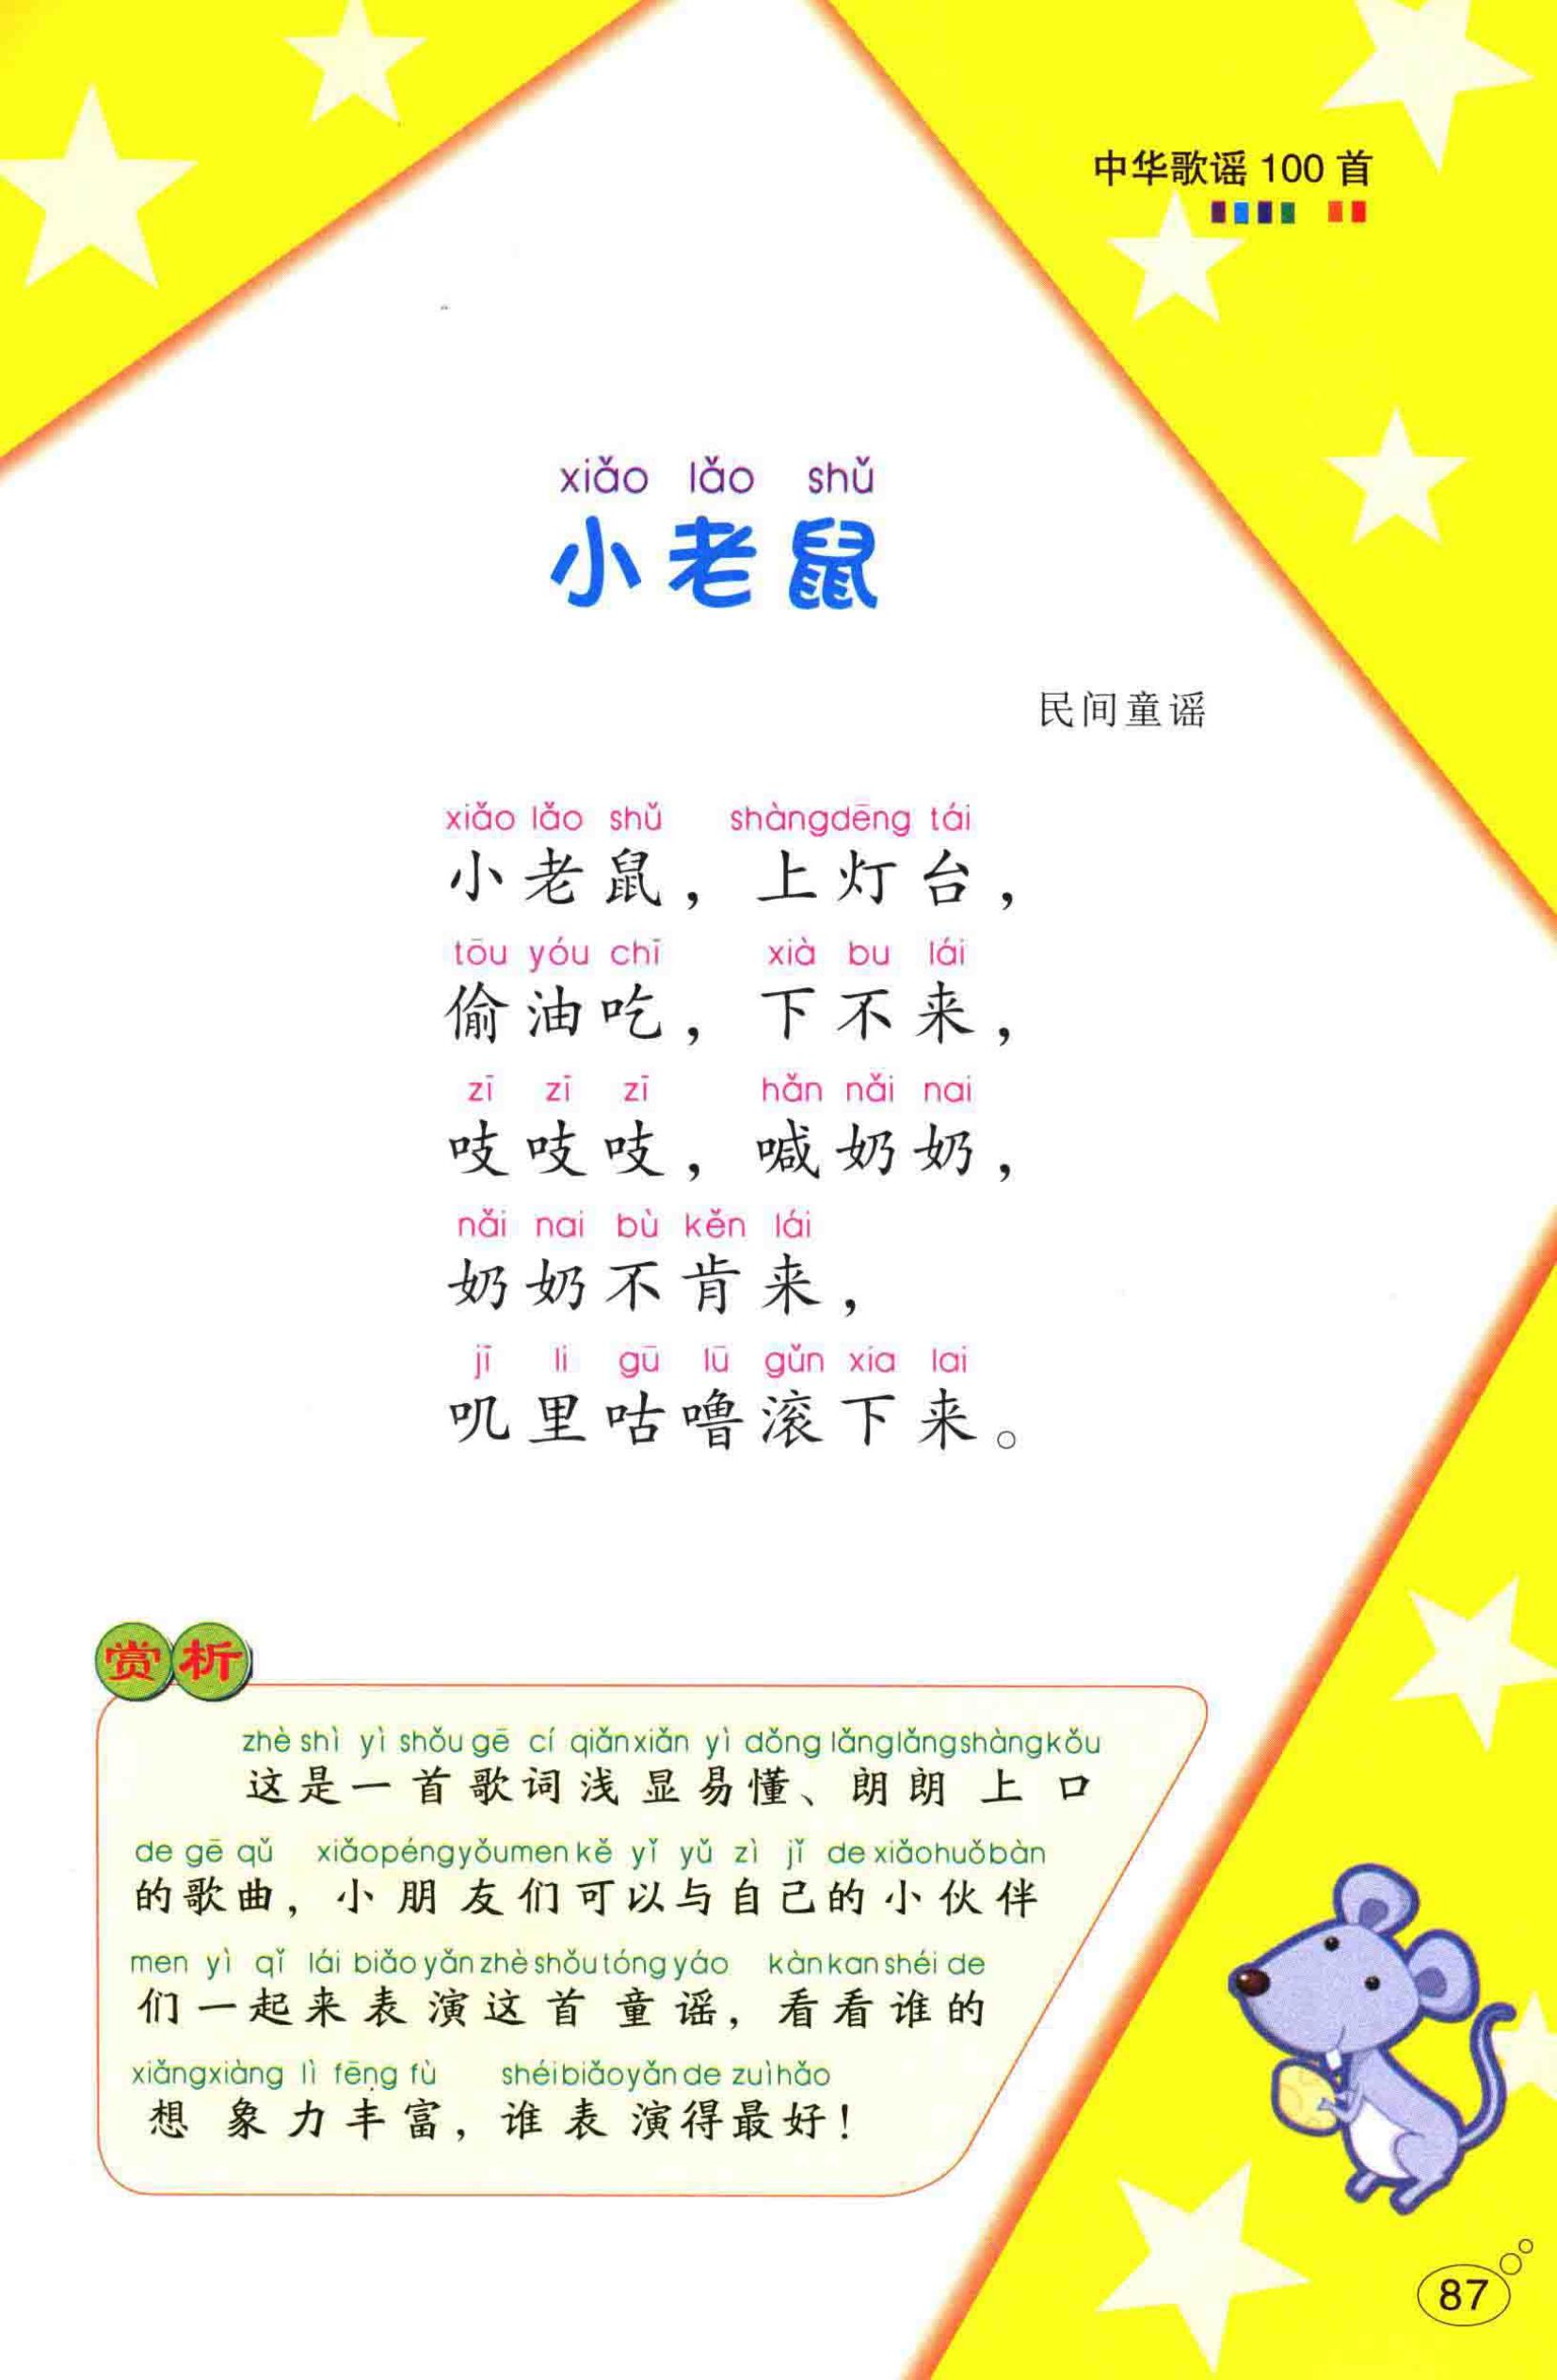 中华歌谣100首
xiǎo lǎo shǔ
小老鼠
民间童谣
xiǎo lǎo shǔ shàngdēng tái
小老鼠，上灯台，
tōu yóu chī xià bu lái
偷油吃，下不来，
zī zī zī hǎn nǎi nai
吱吱吱，喊奶奶，
nǎi nai bù kěn lái
奶奶不肯来，
jī li gū lū gǔn xia lai
叽里咕噜滚下来。
赏析
zhè shì yì shǒu gē cí qiǎnxiǎn yì dǒng lǎnglǎngshàngkǒu
这是一首歌词浅显易懂、朗朗上口
de gē qǔ xiǎopéngyǒumen kě yǐ yǔ zì jǐ de xiǎohuǒbàn
的歌曲，小朋友们可以与自己的小伙伴
men yì qǐ lái biǎo yǎn zhè shǒu tóng yáo kàn kan shéi de
们一起来表演这首童谣，看看谁的
xiǎngxiàng lì fēng fù shéi biǎo yǎn de zuì hǎo
想象力丰富，谁表演得最好！
87